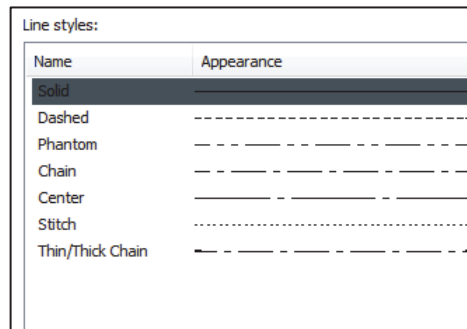 Line styles:
Name Appearance
Solid
Dashed
Phantom
Chain
Center
Stitch
Thin/Thick Chain